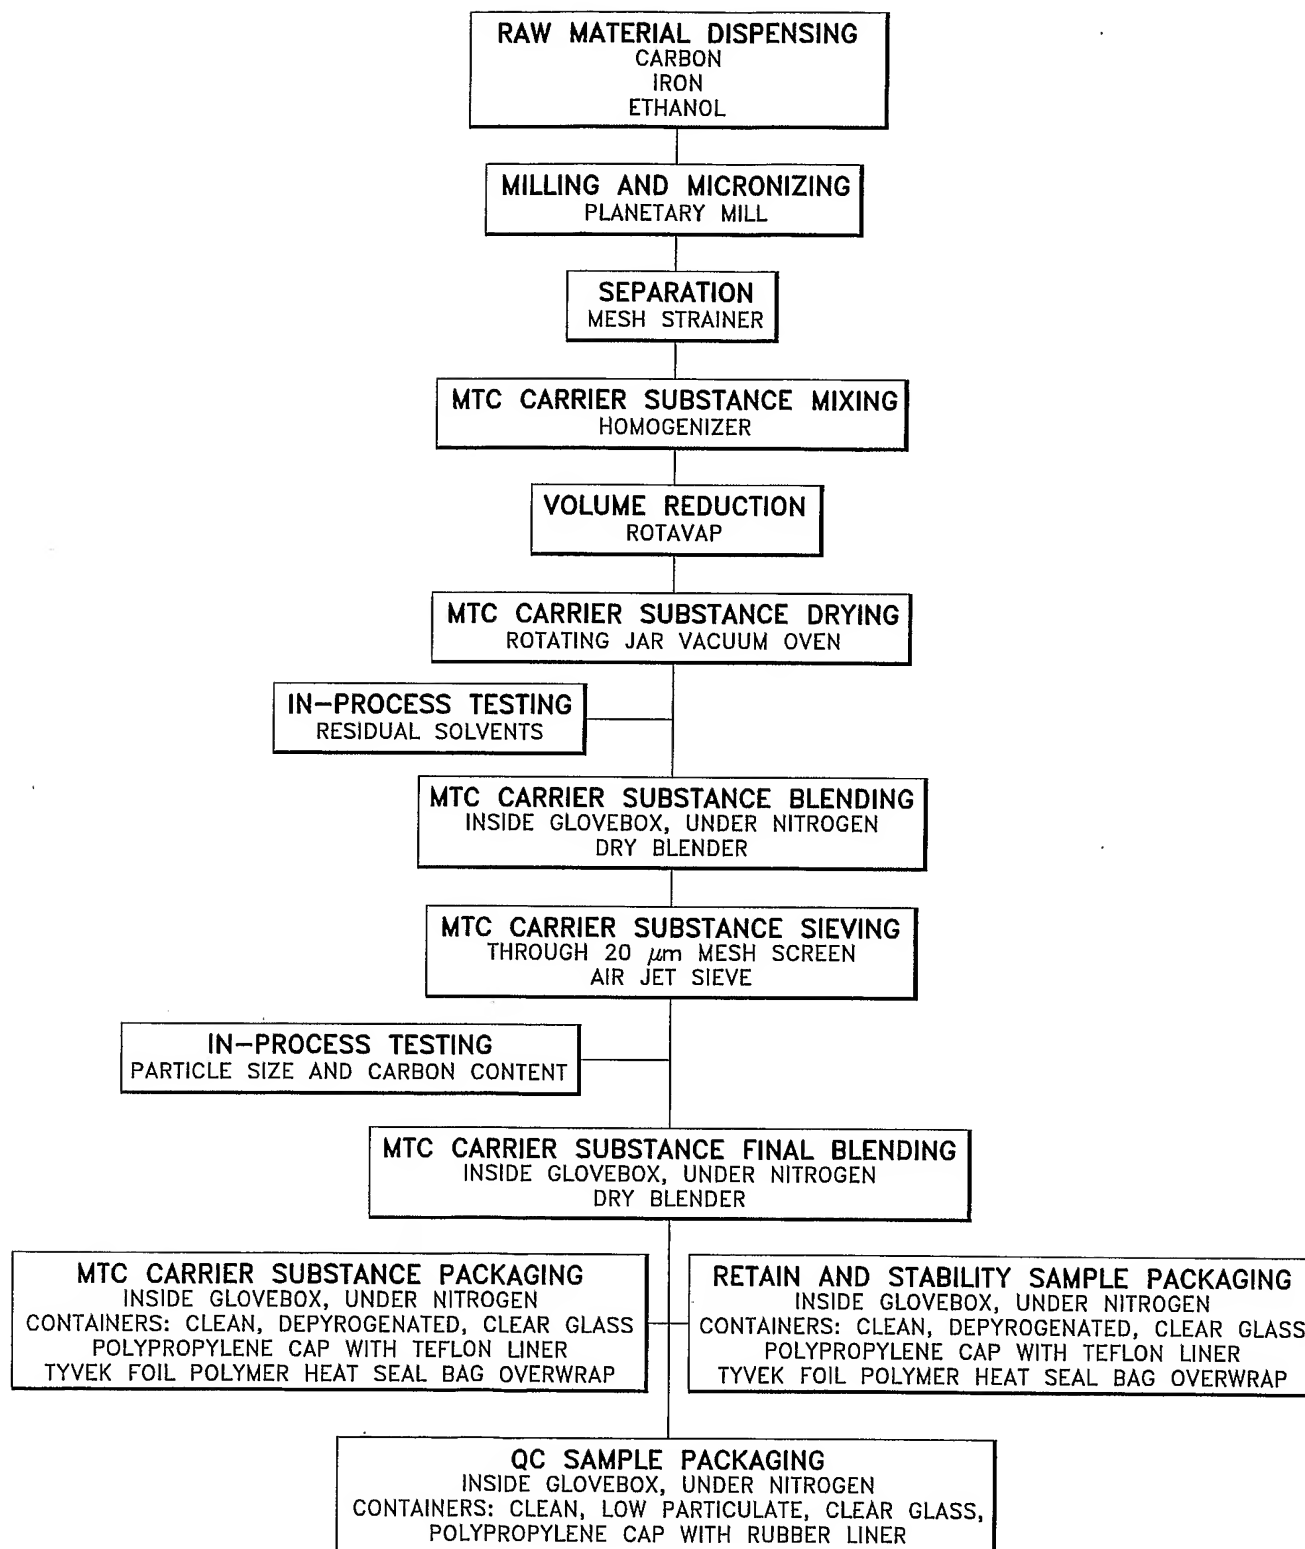 RAW MATERIAL DISPENSING
CARBON
IRON
ETHANOL
MILLING AND MICRONIZING
PLANETARY MILL
SEPARATION
MESH STRAINER
MTC CARRIER SUBSTANCE MIXING
HOMOGENIZER
VOLUME REDUCTION
ROTAVAP
MTC CARRIER SUBSTANCE DRYING
ROTATING JAR VACUUM OVEN
IN-PROCESS TESTING
RESIDUAL SOLVENTS
MTC CARRIER SUBSTANCE BLENDING
INSIDE GLOVEBOX, UNDER NITROGEN
DRY BLENDER
MTC CARRIER SUBSTANCE SIEVING
THROUGH 20 μm MESH SCREEN
AIR JET SIEVE
IN-PROCESS TESTING
PARTICLE SIZE AND CARBON CONTENT
MTC CARRIER SUBSTANCE FINAL BLENDING
INSIDE GLOVEBOX, UNDER NITROGEN
DRY BLENDER
MTC CARRIER SUBSTANCE PACKAGING
INSIDE GLOVEBOX, UNDER NITROGEN
CONTAINERS: CLEAN, DEPYROGENATED, CLEAR GLASS
POLYPROPYLENE CAP WITH TEFLON LINER
TYVEK FOIL POLYMER HEAT SEAL BAG OVERWRAP
RETAIN AND STABILITY SAMPLE PACKAGING
INSIDE GLOVEBOX, UNDER NITROGEN
CONTAINERS: CLEAN, DEPYROGENATED, CLEAR GLASS
POLYPROPYLENE CAP WITH TEFLON LINER
TYVEK FOIL POLYMER HEAT SEAL BAG OVERWRAP
QC SAMPLE PACKAGING
INSIDE GLOVEBOX, UNDER NITROGEN
CONTAINERS: CLEAN, LOW PARTICULATE, CLEAR GLASS,
POLYPROPYLENE CAP WITH RUBBER LINER